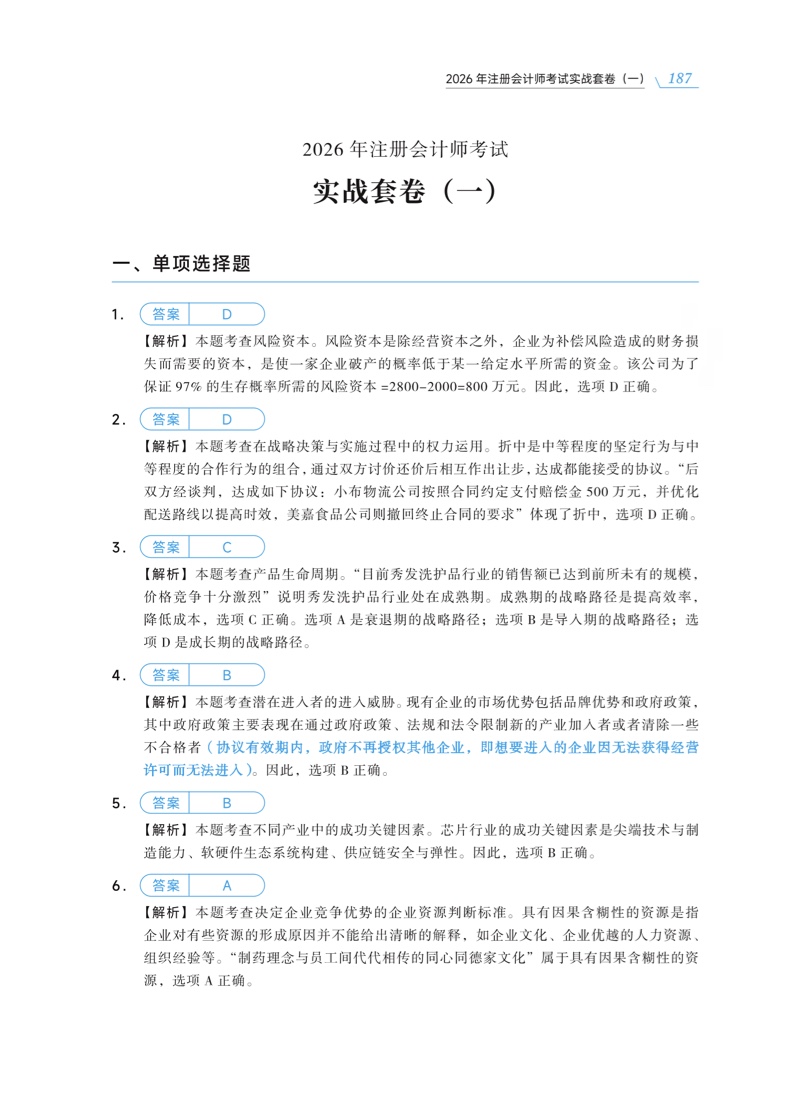 2026 年注册会计师考试实战套卷（一） 187
2026 年注册会计师考试
实战套卷（一）
一、单项选择题
1. 答案 D
【解析】本题考查风险资本。风险资本是除经营资本之外，企业为补偿风险造成的财务损
失而需要的资本，是使一家企业破产的概率低于某一给定水平所需的资金。该公司为了
保证 97% 的生存概率所需的风险资本 =2800-2000=800 万元。因此，选项 D 正确。
2. 答案 D
【解析】本题考查在战略决策与实施过程中的权力运用。折中是中等程度的坚定行为与中
等程度的合作行为的组合，通过双方讨价还价后相互作出让步，达成都能接受的协议。“后
双方经谈判，达成如下协议：小布物流公司按照合同约定支付赔偿金 500 万元，并优化
配送路线以提高时效，美嘉食品公司则撤回终止合同的要求”体现了折中，选项 D 正确。
3. 答案 C
【解析】本题考查产品生命周期。“目前秀发洗护品行业的销售额已达到前所未有的规模，
价格竞争十分激烈”说明秀发洗护品行业处在成熟期。成熟期的战略路径是提高效率，
降低成本，选项 C 正确。选项 A 是衰退期的战略路径；选项 B 是导入期的战略路径；选
项 D 是成长期的战略路径。
4. 答案 B
【解析】本题考查潜在进入者的进入威胁。现有企业的市场优势包括品牌优势和政府政策，
其中政府政策主要表现在通过政府政策、法规和法令限制新的产业加入者或者清除一些
不合格者（协议有效期内，政府不再授权其他企业，即想要进入的企业因无法获得经营
许可而无法进入）。因此，选项 B 正确。
5. 答案 B
【解析】本题考查不同产业中的成功关键因素。芯片行业的成功关键因素是尖端技术与制
造能力、软硬件生态系统构建、供应链安全与弹性。因此，选项 B 正确。
6. 答案 A
【解析】本题考查决定企业竞争优势的企业资源判断标准。具有因果含糊性的资源是指
企业对有些资源的形成原因并不能给出清晰的解释，如企业文化、企业优越的人力资源、
组织经验等。“制药理念与员工间代代相传的同心同德家文化”属于具有因果含糊性的资
源，选项 A 正确。